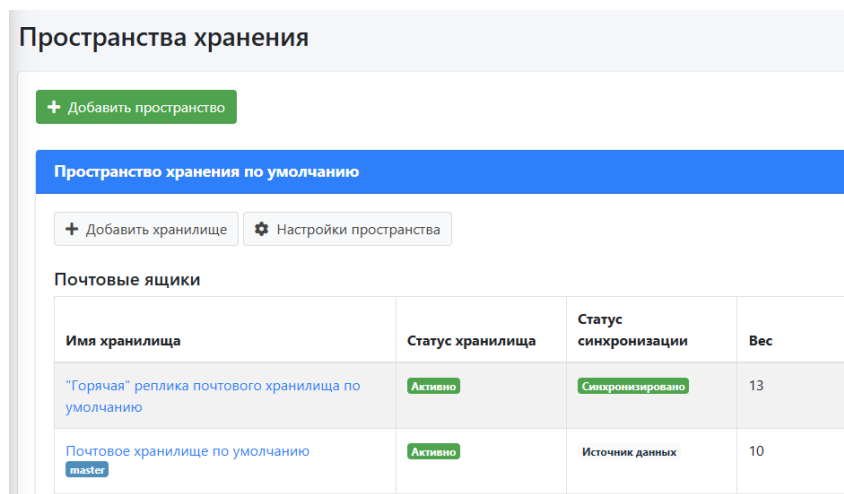 Пространства хранения
Добавить пространство
Пространство хранения по умолчанию
Добавить хранилище
Настройки пространства
Почтовые ящики
Имя хранилища
Статус хранилища
Статус
синхронизации
Вес
"Горячая" реплика почтового хранилища по
умолчанию
Активно
Синхронизировано
13
Почтовое хранилище по умолчанию
master
Активно
Источник данных
10